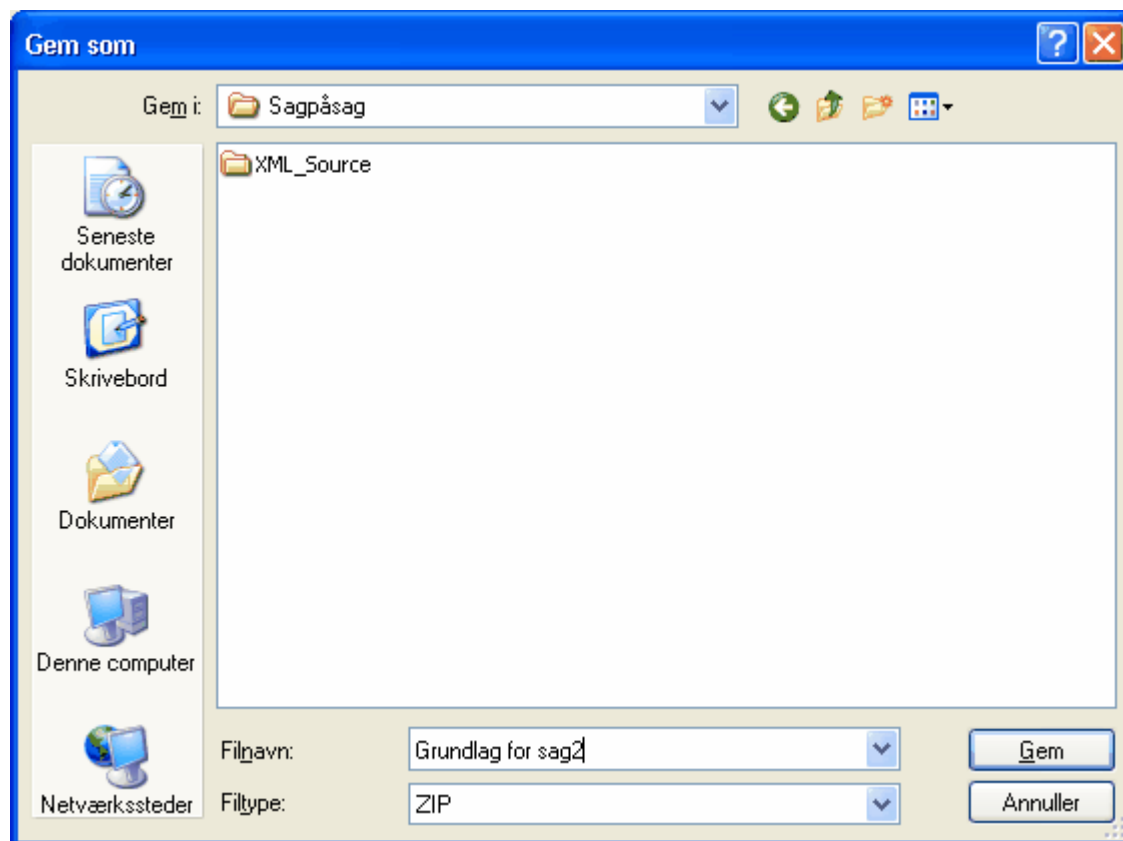 Gem som
Gem i:
Sagpåsag
XML_Source
Seneste
dokumenter
Skrivebord
Dokumenter
Denne computer
Netværkssteder
Filnavn:
Grundlag for sag2
Gem
Filtype:
ZIP
Annuller